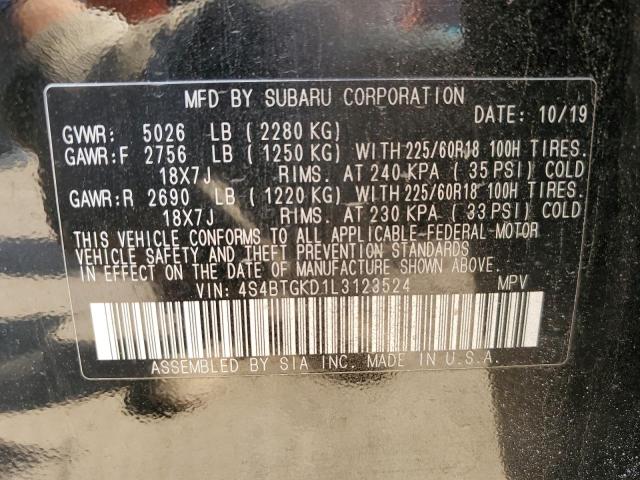 MFD BY SUBARU CORPORATION
DATE: 10/19
GVWR: 5026 LB (2280 KG)
GAWR:F 2756 LB (1250 KG) WITH 225/60R18 100H TIRES.
18X7J RIMS. AT 240 KPA (35 PSI) COLD
GAWR:R 2690 LB (1220 KG) WITH 225/60R18 100H TIRES.
18X7J RIMS. AT 230 KPA (33 PSI) COLD
THIS VEHICLE CONFORMS TO ALL APPLICABLE FEDERAL MOTOR
VEHICLE SAFETY AND THEFT PREVENTION STANDARDS
IN EFFECT ON THE DATE OF MANUFACTURE SHOWN ABOVE.
VIN: 4S4BTGKD1L3123524 MPV
ASSEMBLED BY SIA INC. MADE IN U.S.A.